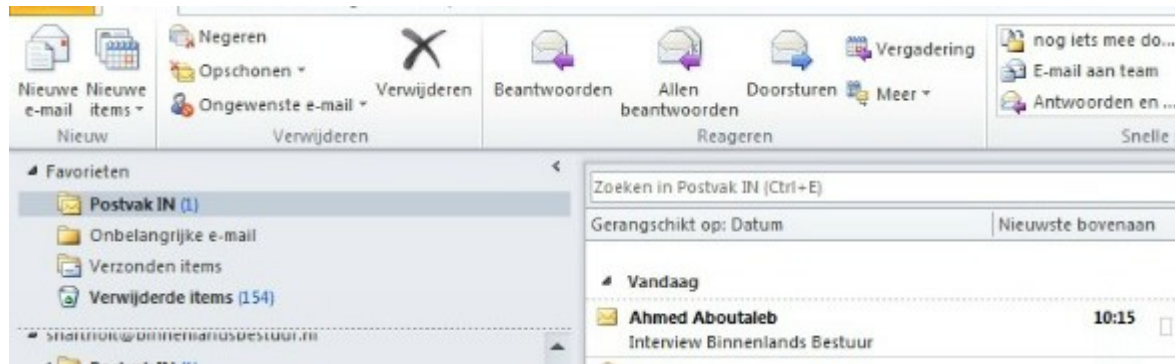 Nieuwe e-mail
Nieuwe items
Negeren
Opschonen
Ongewenste e-mail
Verwijderen
Nieuw
Verwijderen
Beantwoorden
Allen beantwoorden
Doorsturen
Vergadering
Meer
Reageren
nog iets mee do...
E-mail aan team
Antwoorden en ...
Snelle
Favorieten
Postvak IN (1)
Onbelangrijke e-mail
Verzonden items
Verwijderde items (154)
Zoeken in Postvak IN (Ctrl+E)
Gerangschikt op: Datum
Nieuwste bovenaan
Vandaag
Ahmed Aboutaleb
10:15
Interview Binnenlands Bestuur